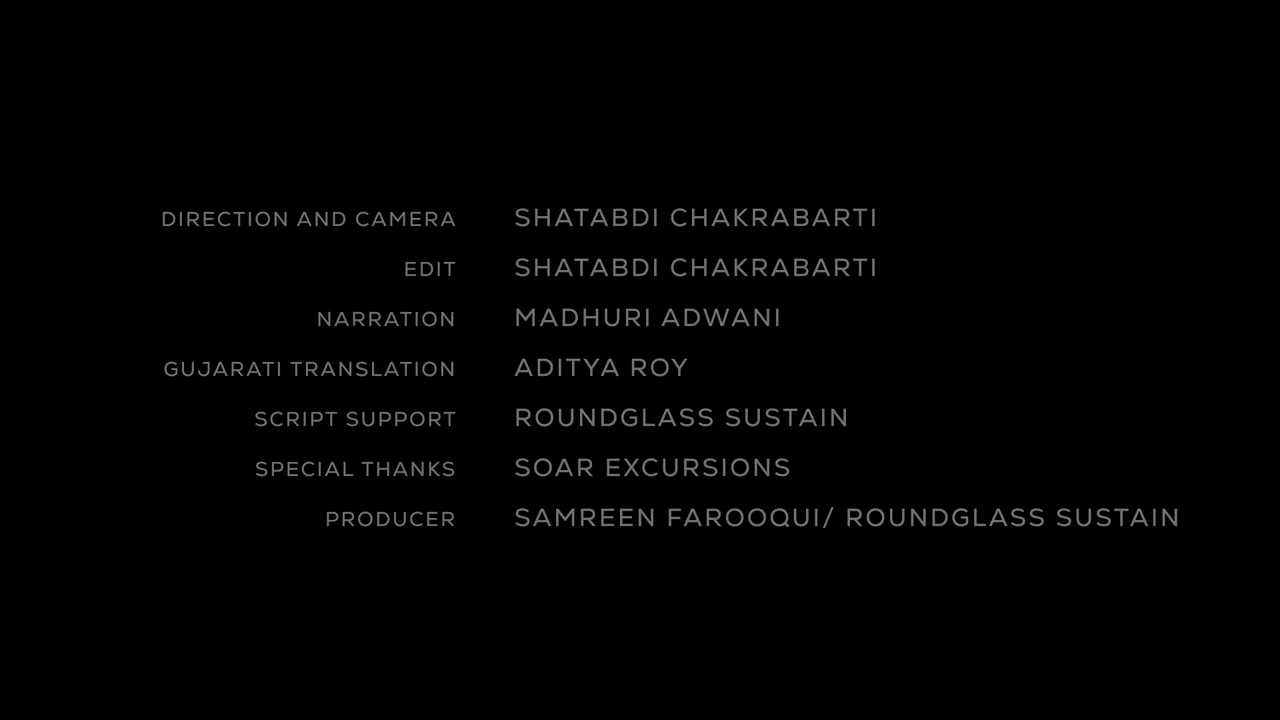 DIRECTION AND CAMERA SHATABDI CHAKRABARTI
EDIT SHATABDI CHAKRABARTI
NARRATION MADHURI ADWANI
GUJARATI TRANSLATION ADITYA ROY
SCRIPT SUPPORT ROUNDGLASS SUSTAIN
SPECIAL THANKS SOAR EXCURSIONS
PRODUCER SAMREEN FAROOQUI/ ROUNDGLASS SUSTAIN